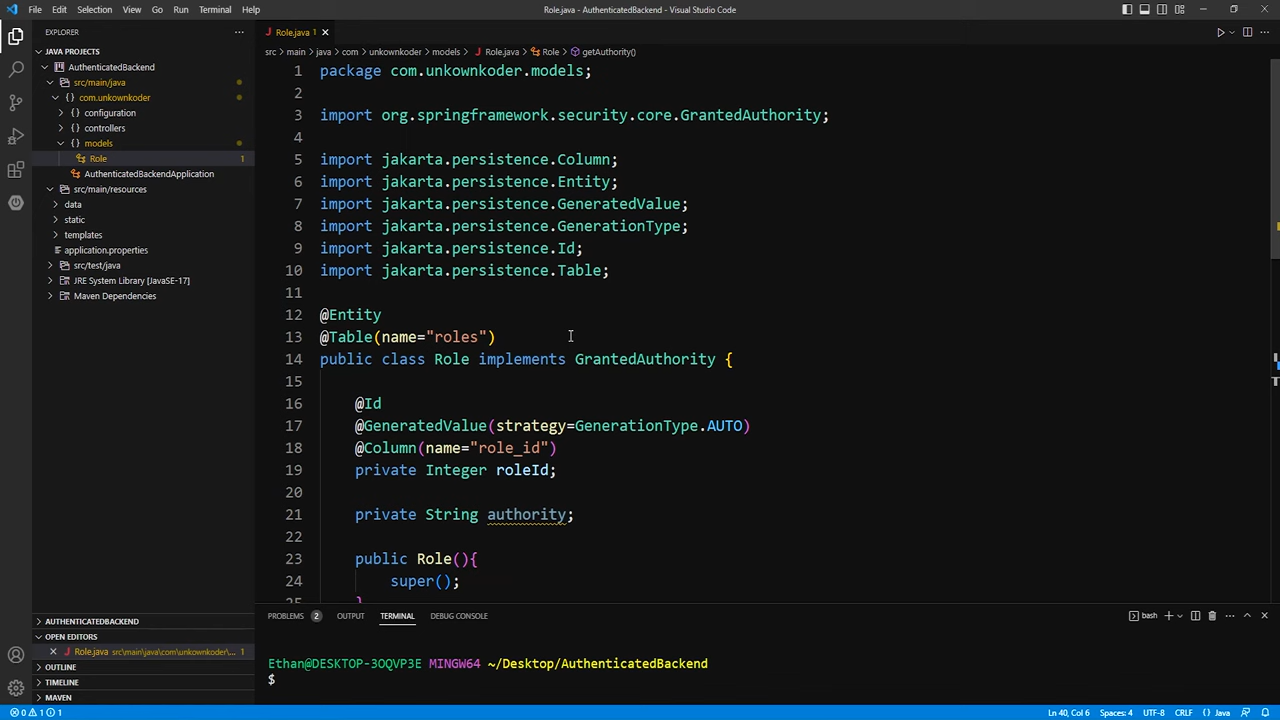 File Edit Selection View Go Run Terminal Help
Role.java - AuthenticatedBackend - Visual Studio Code
EXPLORER
JAVA PROJECTS
AuthenticatedBackend
src/main/java
com.unkownkoder
configuration
controllers
models
Role 1
AuthenticatedBackendApplication
src/main/resources
data
static
templates
application.properties
src/test/java
JRE System Library [JavaSE-17]
Maven Dependencies
AUTHENTICATEDBACKEND
OPEN EDITORS
Role.java src\main\java\com\unkownkoder\... 1
OUTLINE
TIMELINE
MAVEN
J Role.java 1
src > main > java > com > unkownkoder > models > J Role.java > Role > getAuthority()
1 package com.unkownkoder.models;
2
3 import org.springframework.security.core.GrantedAuthority;
4
5 import jakarta.persistence.Column;
6 import jakarta.persistence.Entity;
7 import jakarta.persistence.GeneratedValue;
8 import jakarta.persistence.GenerationType;
9 import jakarta.persistence.Id;
10 import jakarta.persistence.Table;
11
12 @Entity
13 @Table(name="roles")
14 public class Role implements GrantedAuthority {
15
16 @Id
17 @GeneratedValue(strategy=GenerationType.AUTO)
18 @Column(name="role_id")
19 private Integer roleId;
20
21 private String authority;
22
23 public Role(){
24 super();
25 }
PROBLEMS 2 OUTPUT TERMINAL DEBUG CONSOLE
bash
Ethan@DESKTOP-3OQVP3E MINGW64 ~/Desktop/AuthenticatedBackend
$
0 1 1
Ln 40, Col 6 Spaces: 4 UTF-8 CRLF {} Java